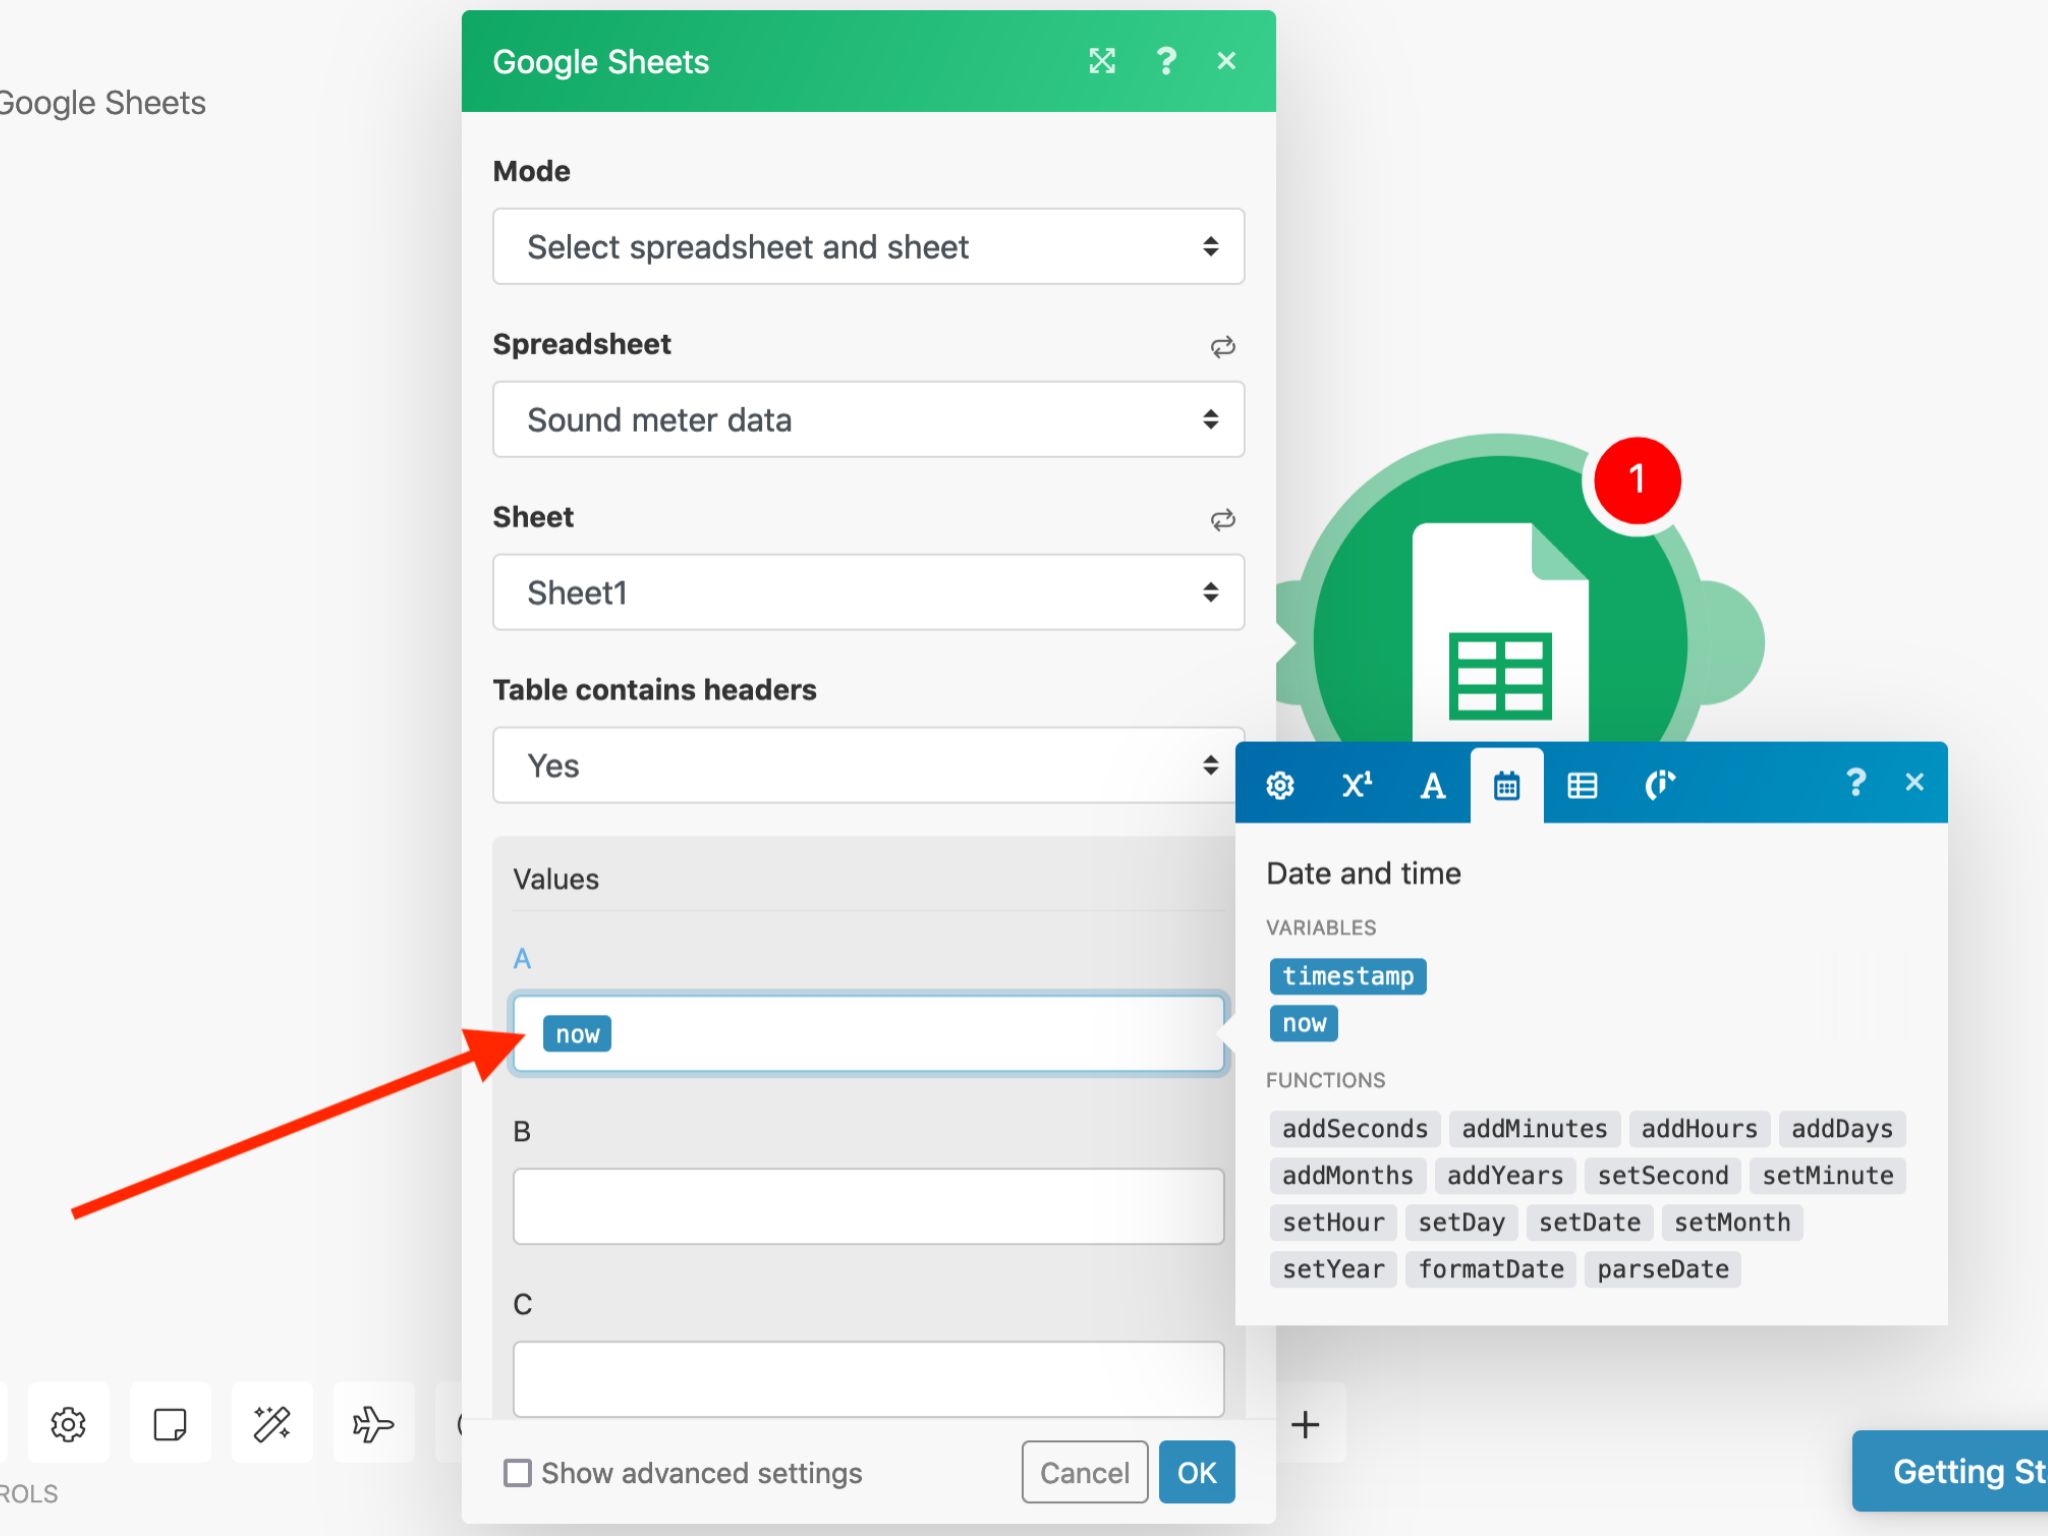 Google Sheets
Google Sheets
Mode
Select spreadsheet and sheet
Spreadsheet
Sound meter data
Sheet
Sheet1
Table contains headers
Yes
Values
A
now
B
C
Show advanced settings
Cancel
OK
1
Date and time
VARIABLES
timestamp
now
FUNCTIONS
addSeconds addMinutes addHours addDays
addMonths addYears setSecond setMinute
setHour setDay setDate setMonth
setYear formatDate parseDate
ROLS
Getting St